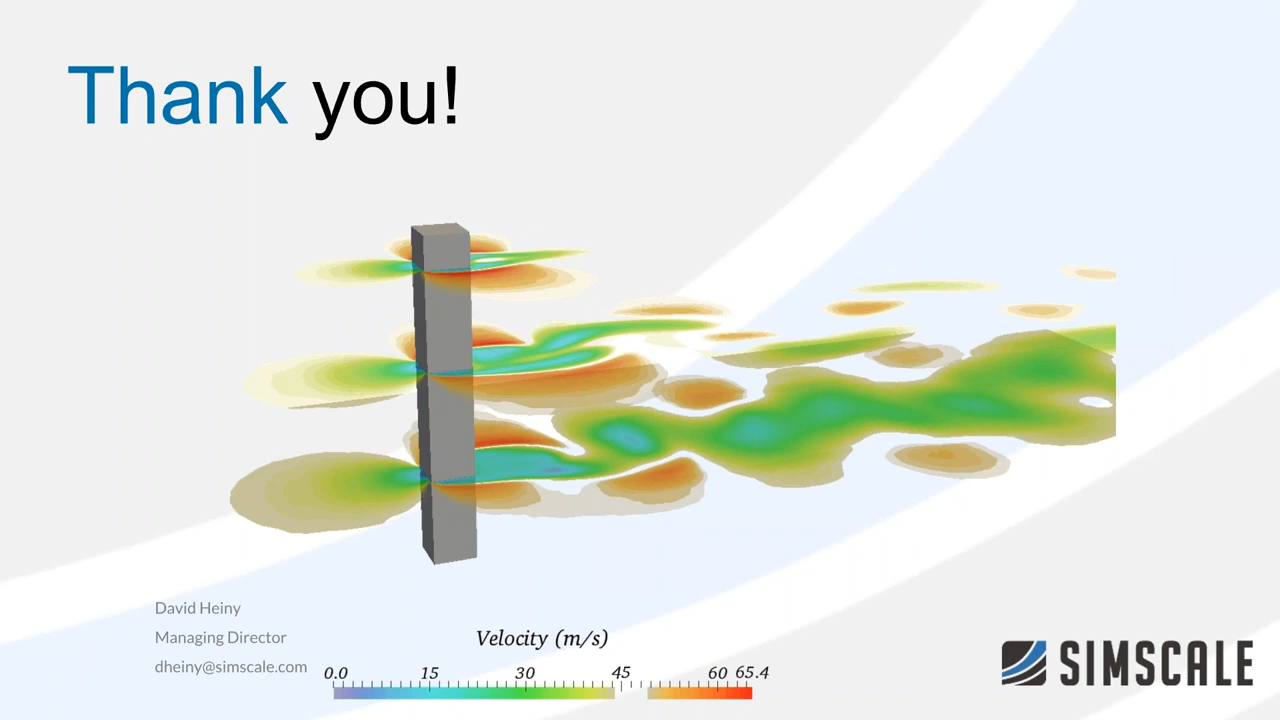 Thank you!
David Heiny
Managing Director
dheiny@simscale.com
Velocity (m/s)
0.0 15 30 45 60 65.4
SIMSCALE